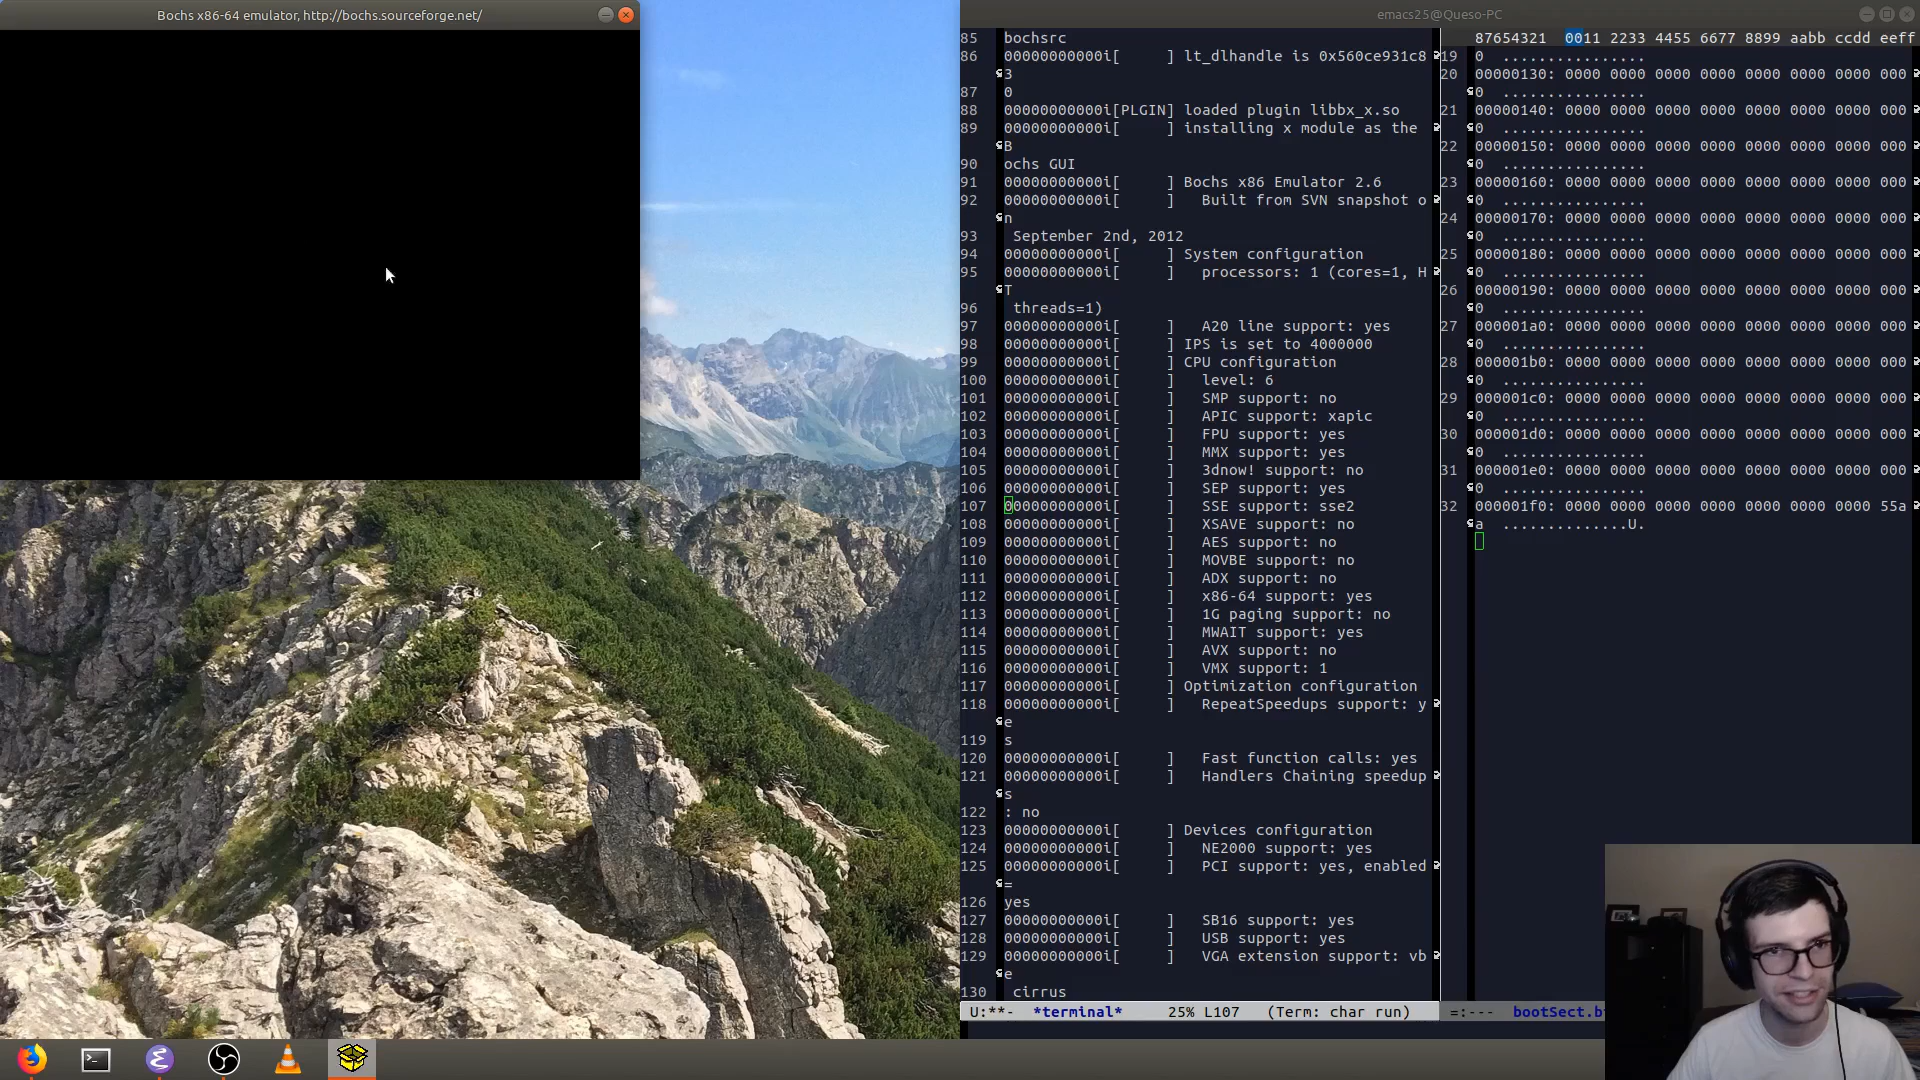 Bochs x86-64 emulator, http://bochs.sourceforge.net/
emacs25@Queso-PC
85 bochsrc
86 00000000000i[      ] lt_dlhandle is 0x560ce931c8
3
87 0
88 00000000000i[PLGIN] loaded plugin libbx_x.so
89 00000000000i[      ] installing x module as the
B
90 ochs GUI
91 00000000000i[      ] Bochs x86 Emulator 2.6
92 00000000000i[      ]   Built from SVN snapshot o
n
93  September 2nd, 2012
94 00000000000i[      ] System configuration
95 00000000000i[      ]   processors: 1 (cores=1, H
T
96  threads=1)
97 00000000000i[      ]   A20 line support: yes
98 00000000000i[      ] IPS is set to 4000000
99 00000000000i[      ] CPU configuration
100 00000000000i[      ]   level: 6
101 00000000000i[      ]   SMP support: no
102 00000000000i[      ]   APIC support: xapic
103 00000000000i[      ]   FPU support: yes
104 00000000000i[      ]   MMX support: yes
105 00000000000i[      ]   3dnow! support: no
106 00000000000i[      ]   SEP support: yes
107 00000000000i[      ]   SSE support: sse2
108 00000000000i[      ]   XSAVE support: no
109 00000000000i[      ]   AES support: no
110 00000000000i[      ]   MOVBE support: no
111 00000000000i[      ]   ADX support: no
112 00000000000i[      ]   x86-64 support: yes
113 00000000000i[      ]   1G paging support: no
114 00000000000i[      ]   MWAIT support: yes
115 00000000000i[      ]   AVX support: no
116 00000000000i[      ]   VMX support: 1
117 00000000000i[      ] Optimization configuration
118 00000000000i[      ]   RepeatSpeedups support: y
e
119 s
120 00000000000i[      ]   Fast function calls: yes
121 00000000000i[      ]   Handlers Chaining speedup
s
122 : no
123 00000000000i[      ] Devices configuration
124 00000000000i[      ]   NE2000 support: yes
125 00000000000i[      ]   PCI support: yes, enabled
=
126 yes
127 00000000000i[      ]   SB16 support: yes
128 00000000000i[      ]   USB support: yes
129 00000000000i[      ]   VGA extension support: vb
e
130  cirrus
U:**-  *terminal*     25% L107   (Term: char run)
87654321  0011 2233 4455 6677 8899 aabb ccdd eeff
19 0  ................
20 00000130: 0000 0000 0000 0000 0000 0000 0000 000
0  ................
21 00000140: 0000 0000 0000 0000 0000 0000 0000 000
0  ................
22 00000150: 0000 0000 0000 0000 0000 0000 0000 000
0  ................
23 00000160: 0000 0000 0000 0000 0000 0000 0000 000
0  ................
24 00000170: 0000 0000 0000 0000 0000 0000 0000 000
0  ................
25 00000180: 0000 0000 0000 0000 0000 0000 0000 000
0  ................
26 00000190: 0000 0000 0000 0000 0000 0000 0000 000
0  ................
27 000001a0: 0000 0000 0000 0000 0000 0000 0000 000
0  ................
28 000001b0: 0000 0000 0000 0000 0000 0000 0000 000
0  ................
29 000001c0: 0000 0000 0000 0000 0000 0000 0000 000
0  ................
30 000001d0: 0000 0000 0000 0000 0000 0000 0000 000
0  ................
31 000001e0: 0000 0000 0000 0000 0000 0000 0000 000
0  ................
32 000001f0: 0000 0000 0000 0000 0000 0000 0000 55a
a  ..............U.
=:---  bootSect.b